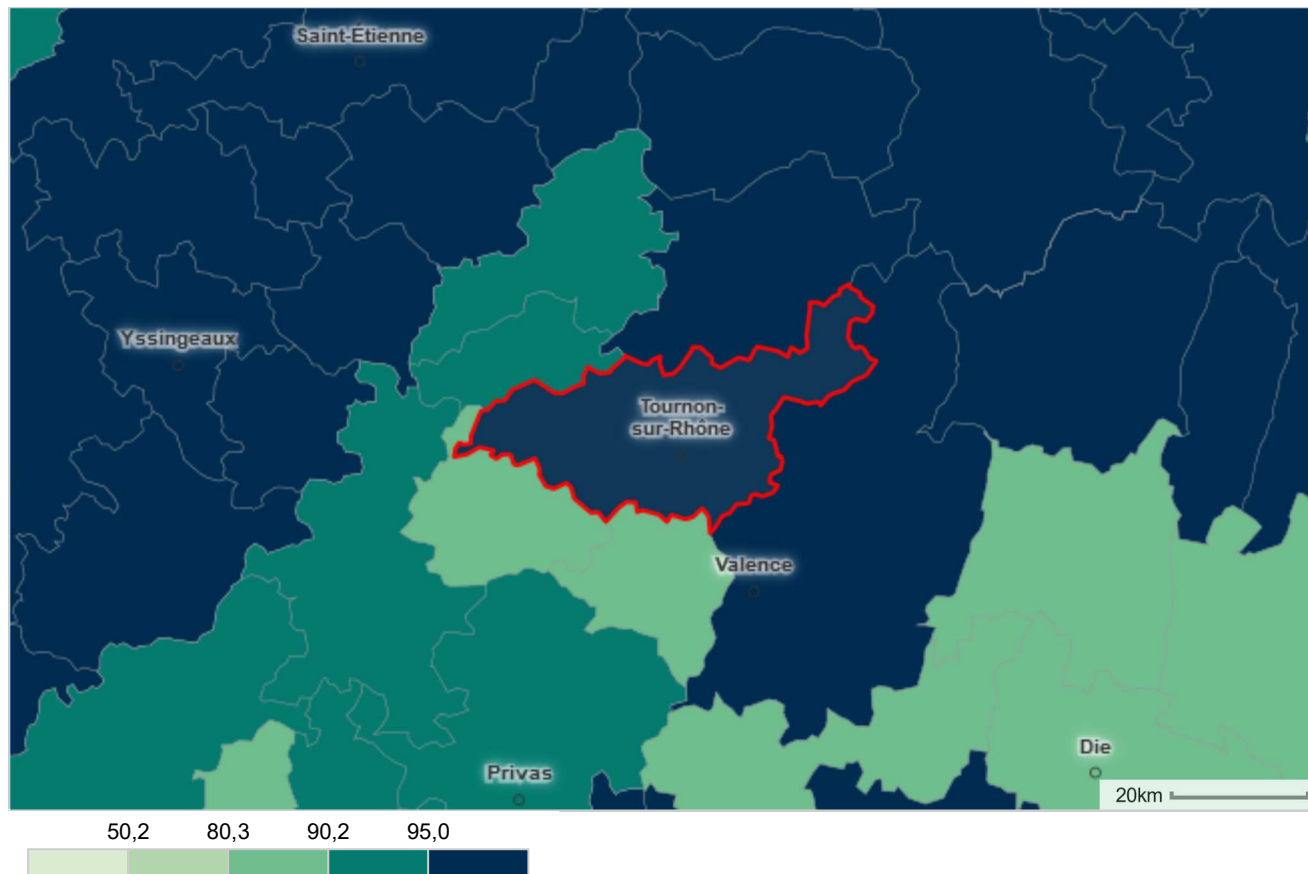 Saint-Etienne
Yssingeaux
Tournon-
sur-Rhône
Valence
Die
Privas
20km
50,2 80,3 90,2 95,0